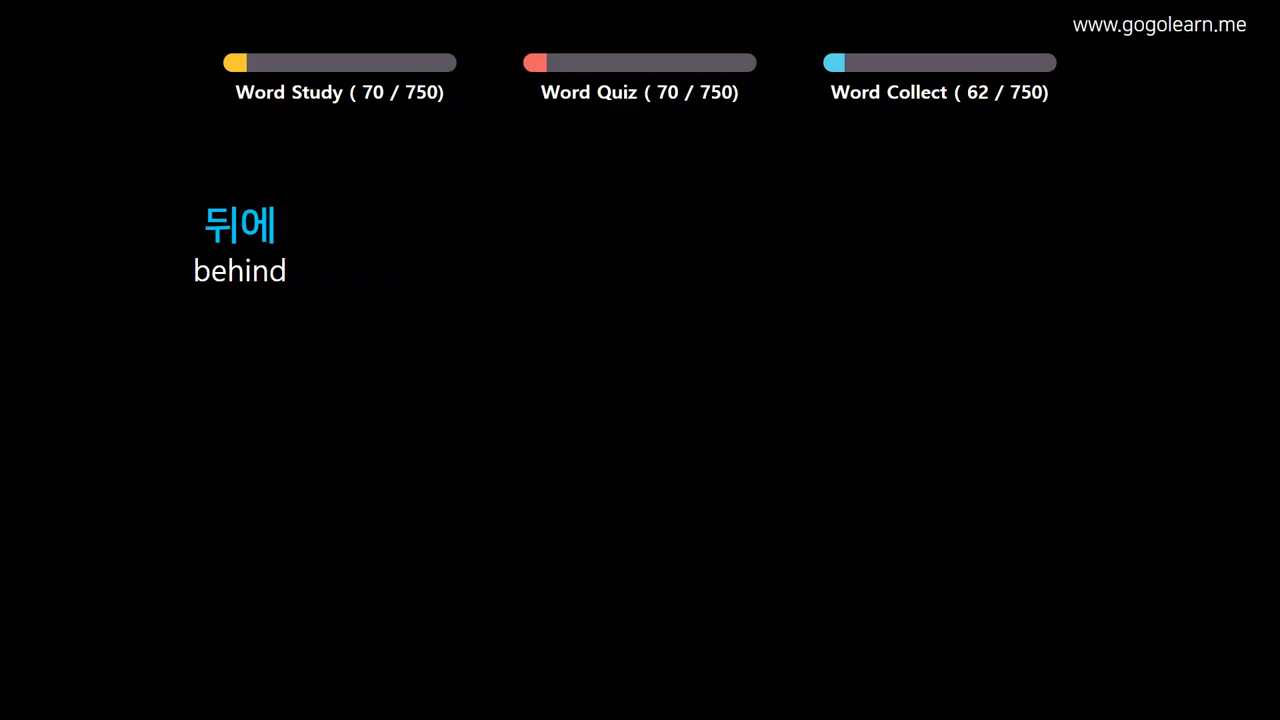 www.gogolearn.me
Word Study ( 70 / 750)
Word Quiz ( 70 / 750)
Word Collect ( 62 / 750)
뒤에
behind